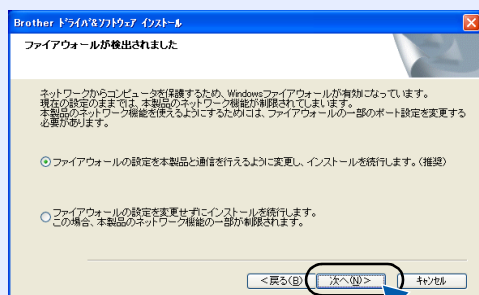 Brother ﾄﾞﾗｲﾊﾞ&ｿﾌﾄｳｪｱ ｲﾝｽﾄｰﾙ
ファイアウォールが検出されました
ネットワークからコンピュータを保護するため、Windowsファイアウォールが有効になっています。
現在の設定のままでは、本製品のネットワーク機能が制限されてしまいます。
本製品のネットワーク機能を使えるようにするためには、ファイアウォールの一部のポート設定を変更する
必要があります。
ファイアウォールの設定を本製品と通信を行えるように変更し、インストールを続行します。(推奨)
ファイアウォールの設定を変更せずにインストールを続行します。
この場合、本製品のネットワーク機能の一部が制限されます。
<戻る(B) 次へ(N)> ｷｬﾝｾﾙ